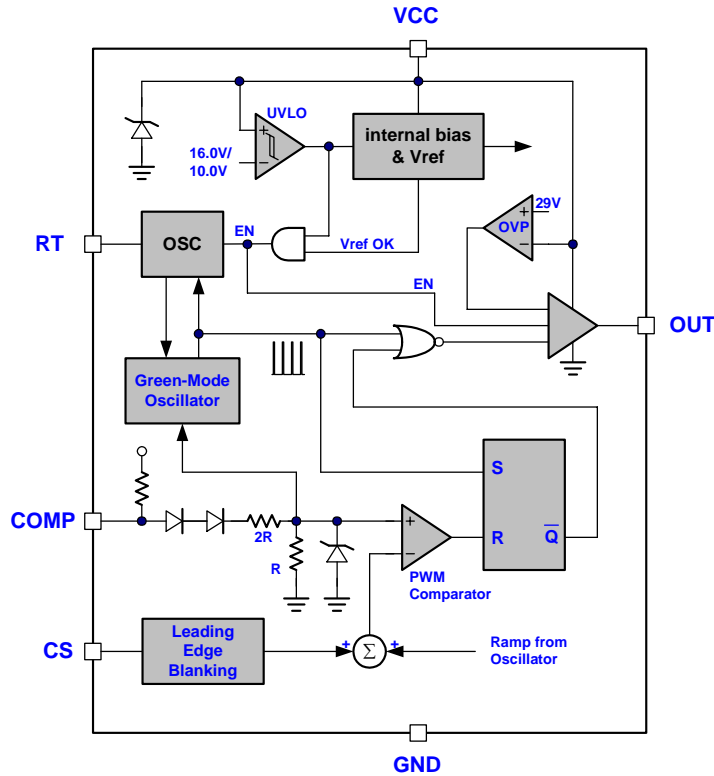 VCC
UVLO
16.0V/
10.0V
+
−
internal bias
& Vref
29V
+
OVP
−
RT
OSC
EN
Vref OK
EN
OUT
Green-Mode
Oscillator
COMP
2R
R
+
−
PWM
Comparator
S
R
Q̅
CS
Leading
Edge
Blanking
+
Σ
+
Ramp from
Oscillator
GND